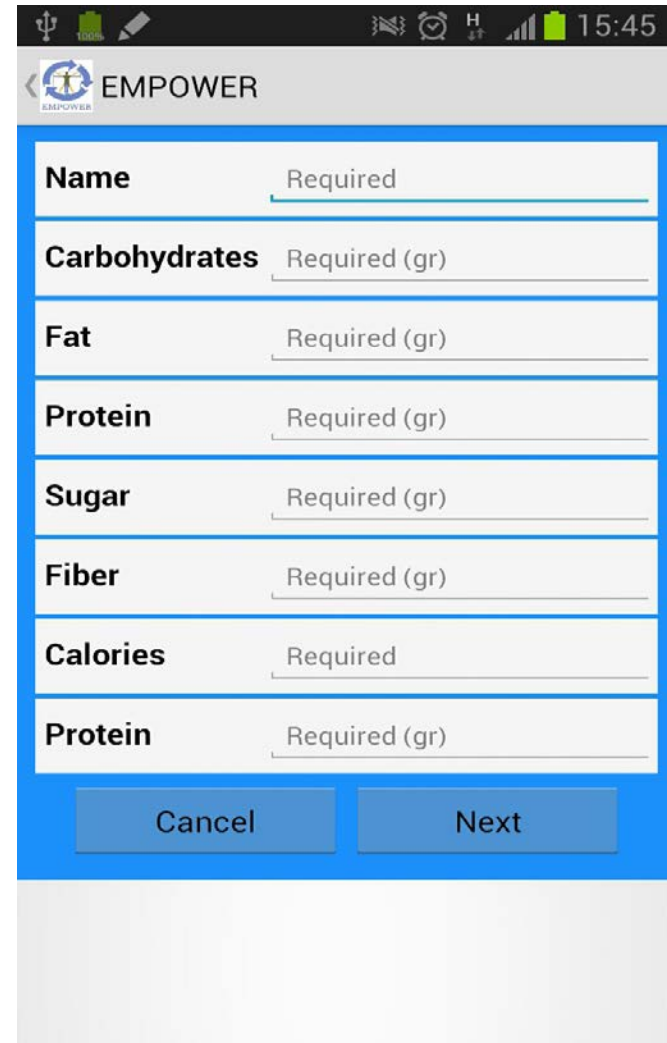 100%
H
15:45
EMPOWER
EMPOWER
Name Required
Carbohydrates Required (gr)
Fat Required (gr)
Protein Required (gr)
Sugar Required (gr)
Fiber Required (gr)
Calories Required
Protein Required (gr)
Cancel Next